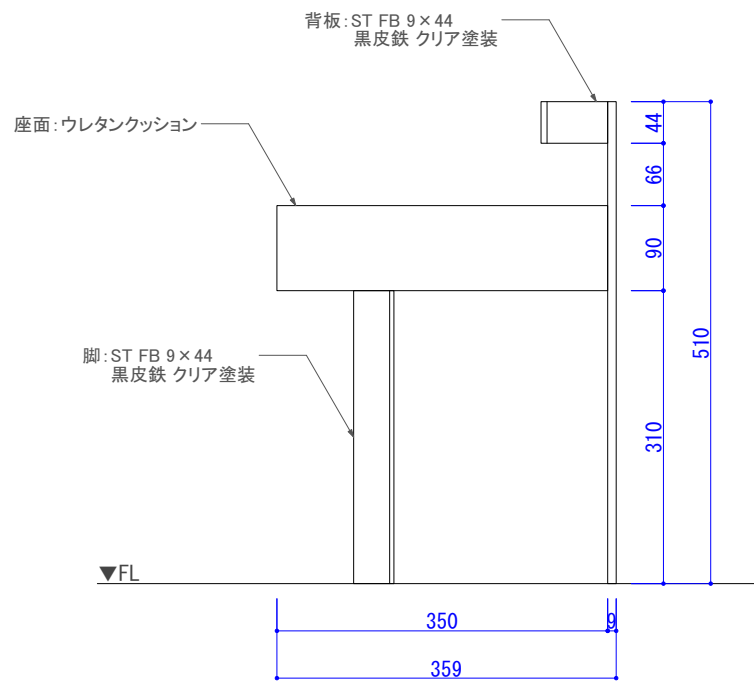 背板:ST FB 9×44
黒皮鉄 クリア塗装
座面:ウレタンクッション
44
66
90
510
脚:ST FB 9×44
黒皮鉄 クリア塗装
310
▼FL
350
9
359